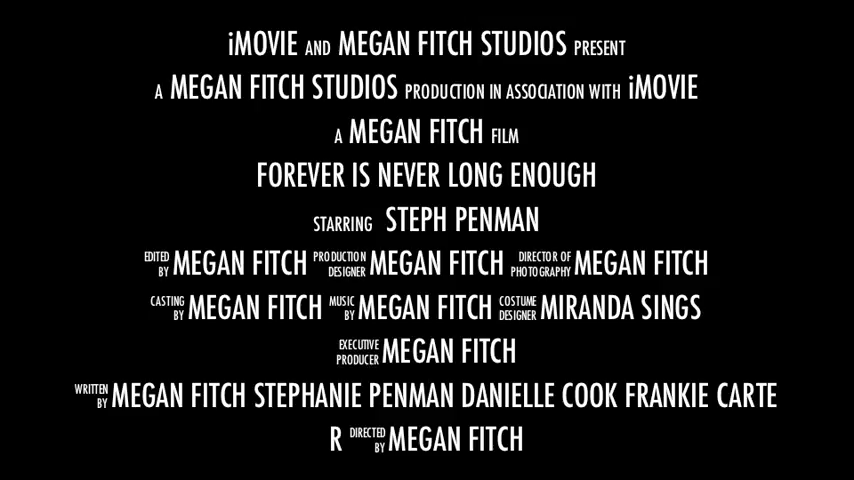 iMOVIE AND MEGAN FITCH STUDIOS PRESENT
A MEGAN FITCH STUDIOS PRODUCTION IN ASSOCIATION WITH iMOVIE
A MEGAN FITCH FILM
FOREVER IS NEVER LONG ENOUGH
STARRING STEPH PENMAN
EDITED BY MEGAN FITCH PRODUCTION DESIGNER MEGAN FITCH DIRECTOR OF PHOTOGRAPHY MEGAN FITCH
CASTING BY MEGAN FITCH MUSIC BY MEGAN FITCH COSTUME DESIGNER MIRANDA SINGS
EXECUTIVE PRODUCER MEGAN FITCH
WRITTEN BY MEGAN FITCH STEPHANIE PENMAN DANIELLE COOK FRANKIE CARTE
R DIRECTED BY MEGAN FITCH